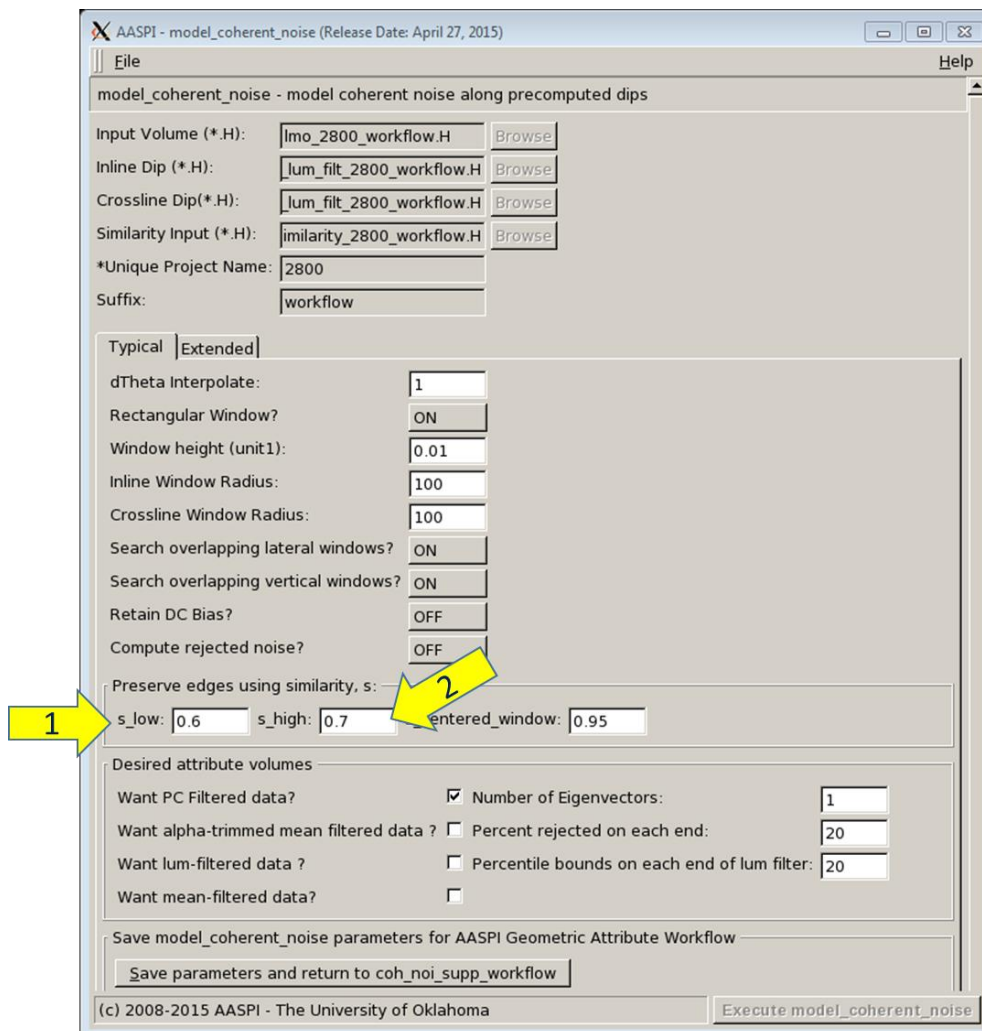 AASPI - model_coherent_noise (Release Date: April 27, 2015)
File Help
model_coherent_noise - model coherent noise along precomputed dips
Input Volume (*.H): lmo_2800_workflow.H Browse
Inline Dip (*.H): _lum_filt_2800_workflow.H Browse
Crossline Dip(*.H): _lum_filt_2800_workflow.H Browse
Similarity Input (*.H): imilarity_2800_workflow.H Browse
*Unique Project Name: 2800
Suffix: workflow
Typical Extended
dTheta Interpolate: 1
Rectangular Window? ON
Window height (unit1): 0.01
Inline Window Radius: 100
Crossline Window Radius: 100
Search overlapping lateral windows? ON
Search overlapping vertical windows? ON
Retain DC Bias? OFF
Compute rejected noise? OFF
Preserve edges using similarity, s:
2
1 s_low: 0.6 s_high: 0.7 entered_window: 0.95
Desired attribute volumes
Want PC Filtered data? Number of Eigenvectors: 1
Want alpha-trimmed mean filtered data ? Percent rejected on each end: 20
Want lum-filtered data ? Percentile bounds on each end of lum filter: 20
Want mean-filtered data?
Save model_coherent_noise parameters for AASPI Geometric Attribute Workflow
Save parameters and return to coh_noi_supp_workflow
(c) 2008-2015 AASPI - The University of Oklahoma Execute model_coherent_noise